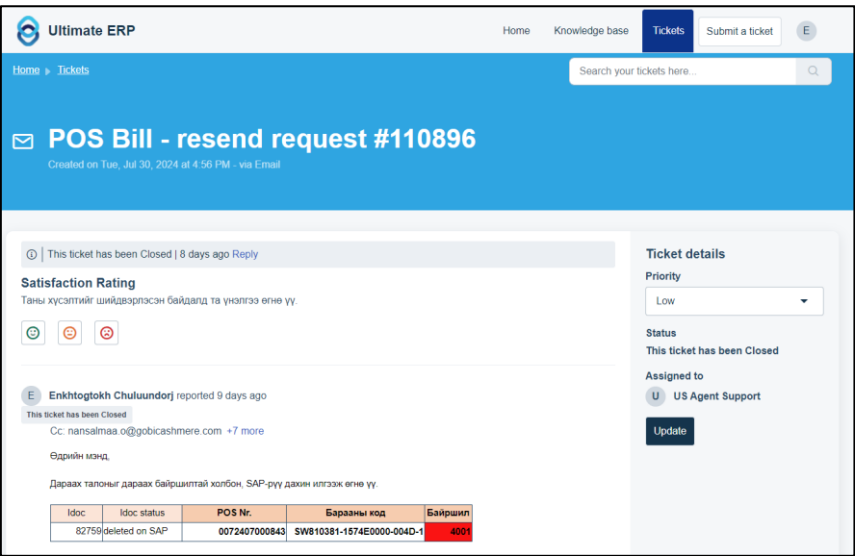 Ultimate ERP
Home
Knowledge base
Tickets
Submit a ticket
E
Home
Tickets
Search your tickets here...
POS Bill - resend request #110896
Created on Tue, Jul 30, 2024 at 4:56 PM - via Email
This ticket has been Closed | 8 days ago Reply
Satisfaction Rating
Таны хүсэлтийг шийдвэрлэсэн байдалд та үнэлгээ өгнө үү.
E
Enkhtogtokh Chuluundorj reported 9 days ago
This ticket has been Closed
Cc: nansalmaa.o@gobicashmere.com +7 more
Өдрийн мэнд,
Дараах талоныг дараах байршилтай холбон, SAP-рүү дахин илгээж өгнө үү.
Idoc Idoc status POS Nr. Барааны код Байршил
82759 deleted on SAP 0072407000843 SW810381-1574E0000-004D-1 4001
Ticket details
Priority
Low
Status
This ticket has been Closed
Assigned to
U US Agent Support
Update